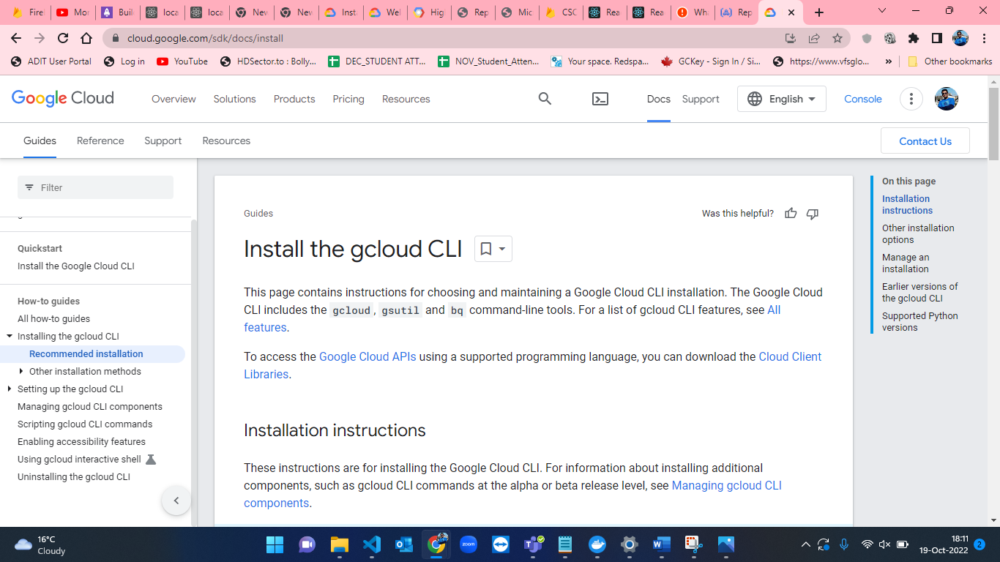 Fire
Mon
Buil
loca
loca
New
New
Inst
Wel
High
Rep
Mic
CSC
Rea
Rea
Wha
Rep
cloud.google.com/sdk/docs/install
ADIT User Portal
Log in
YouTube
HDSector.to : Bolly...
DEC_STUDENT ATT...
NOV_Student_Atten...
Your space. Redspa...
GCKey - Sign In / Si...
https://www.vfsglo...
»
Other bookmarks
Google Cloud
Overview
Solutions
Products
Pricing
Resources
Docs
Support
English
Console
Guides
Reference
Support
Resources
Contact Us
Filter
Quickstart
Install the Google Cloud CLI
How-to guides
All how-to guides
Installing the gcloud CLI
Recommended installation
Other installation methods
Setting up the gcloud CLI
Managing gcloud CLI components
Scripting gcloud CLI commands
Enabling accessibility features
Using gcloud interactive shell
Uninstalling the gcloud CLI
Guides
Was this helpful?
Install the gcloud CLI
This page contains instructions for choosing and maintaining a Google Cloud CLI installation. The Google Cloud
CLI includes the gcloud, gsutil and bq command-line tools. For a list of gcloud CLI features, see All
features.
To access the Google Cloud APIs using a supported programming language, you can download the Cloud Client
Libraries.
Installation instructions
These instructions are for installing the Google Cloud CLI. For information about installing additional
components, such as gcloud CLI commands at the alpha or beta release level, see Managing gcloud CLI
components.
On this page
Installation
instructions
Other installation
options
Manage an
installation
Earlier versions of
the gcloud CLI
Supported Python
versions
16°C
Cloudy
zoom
18:11
19-Oct-2022
2